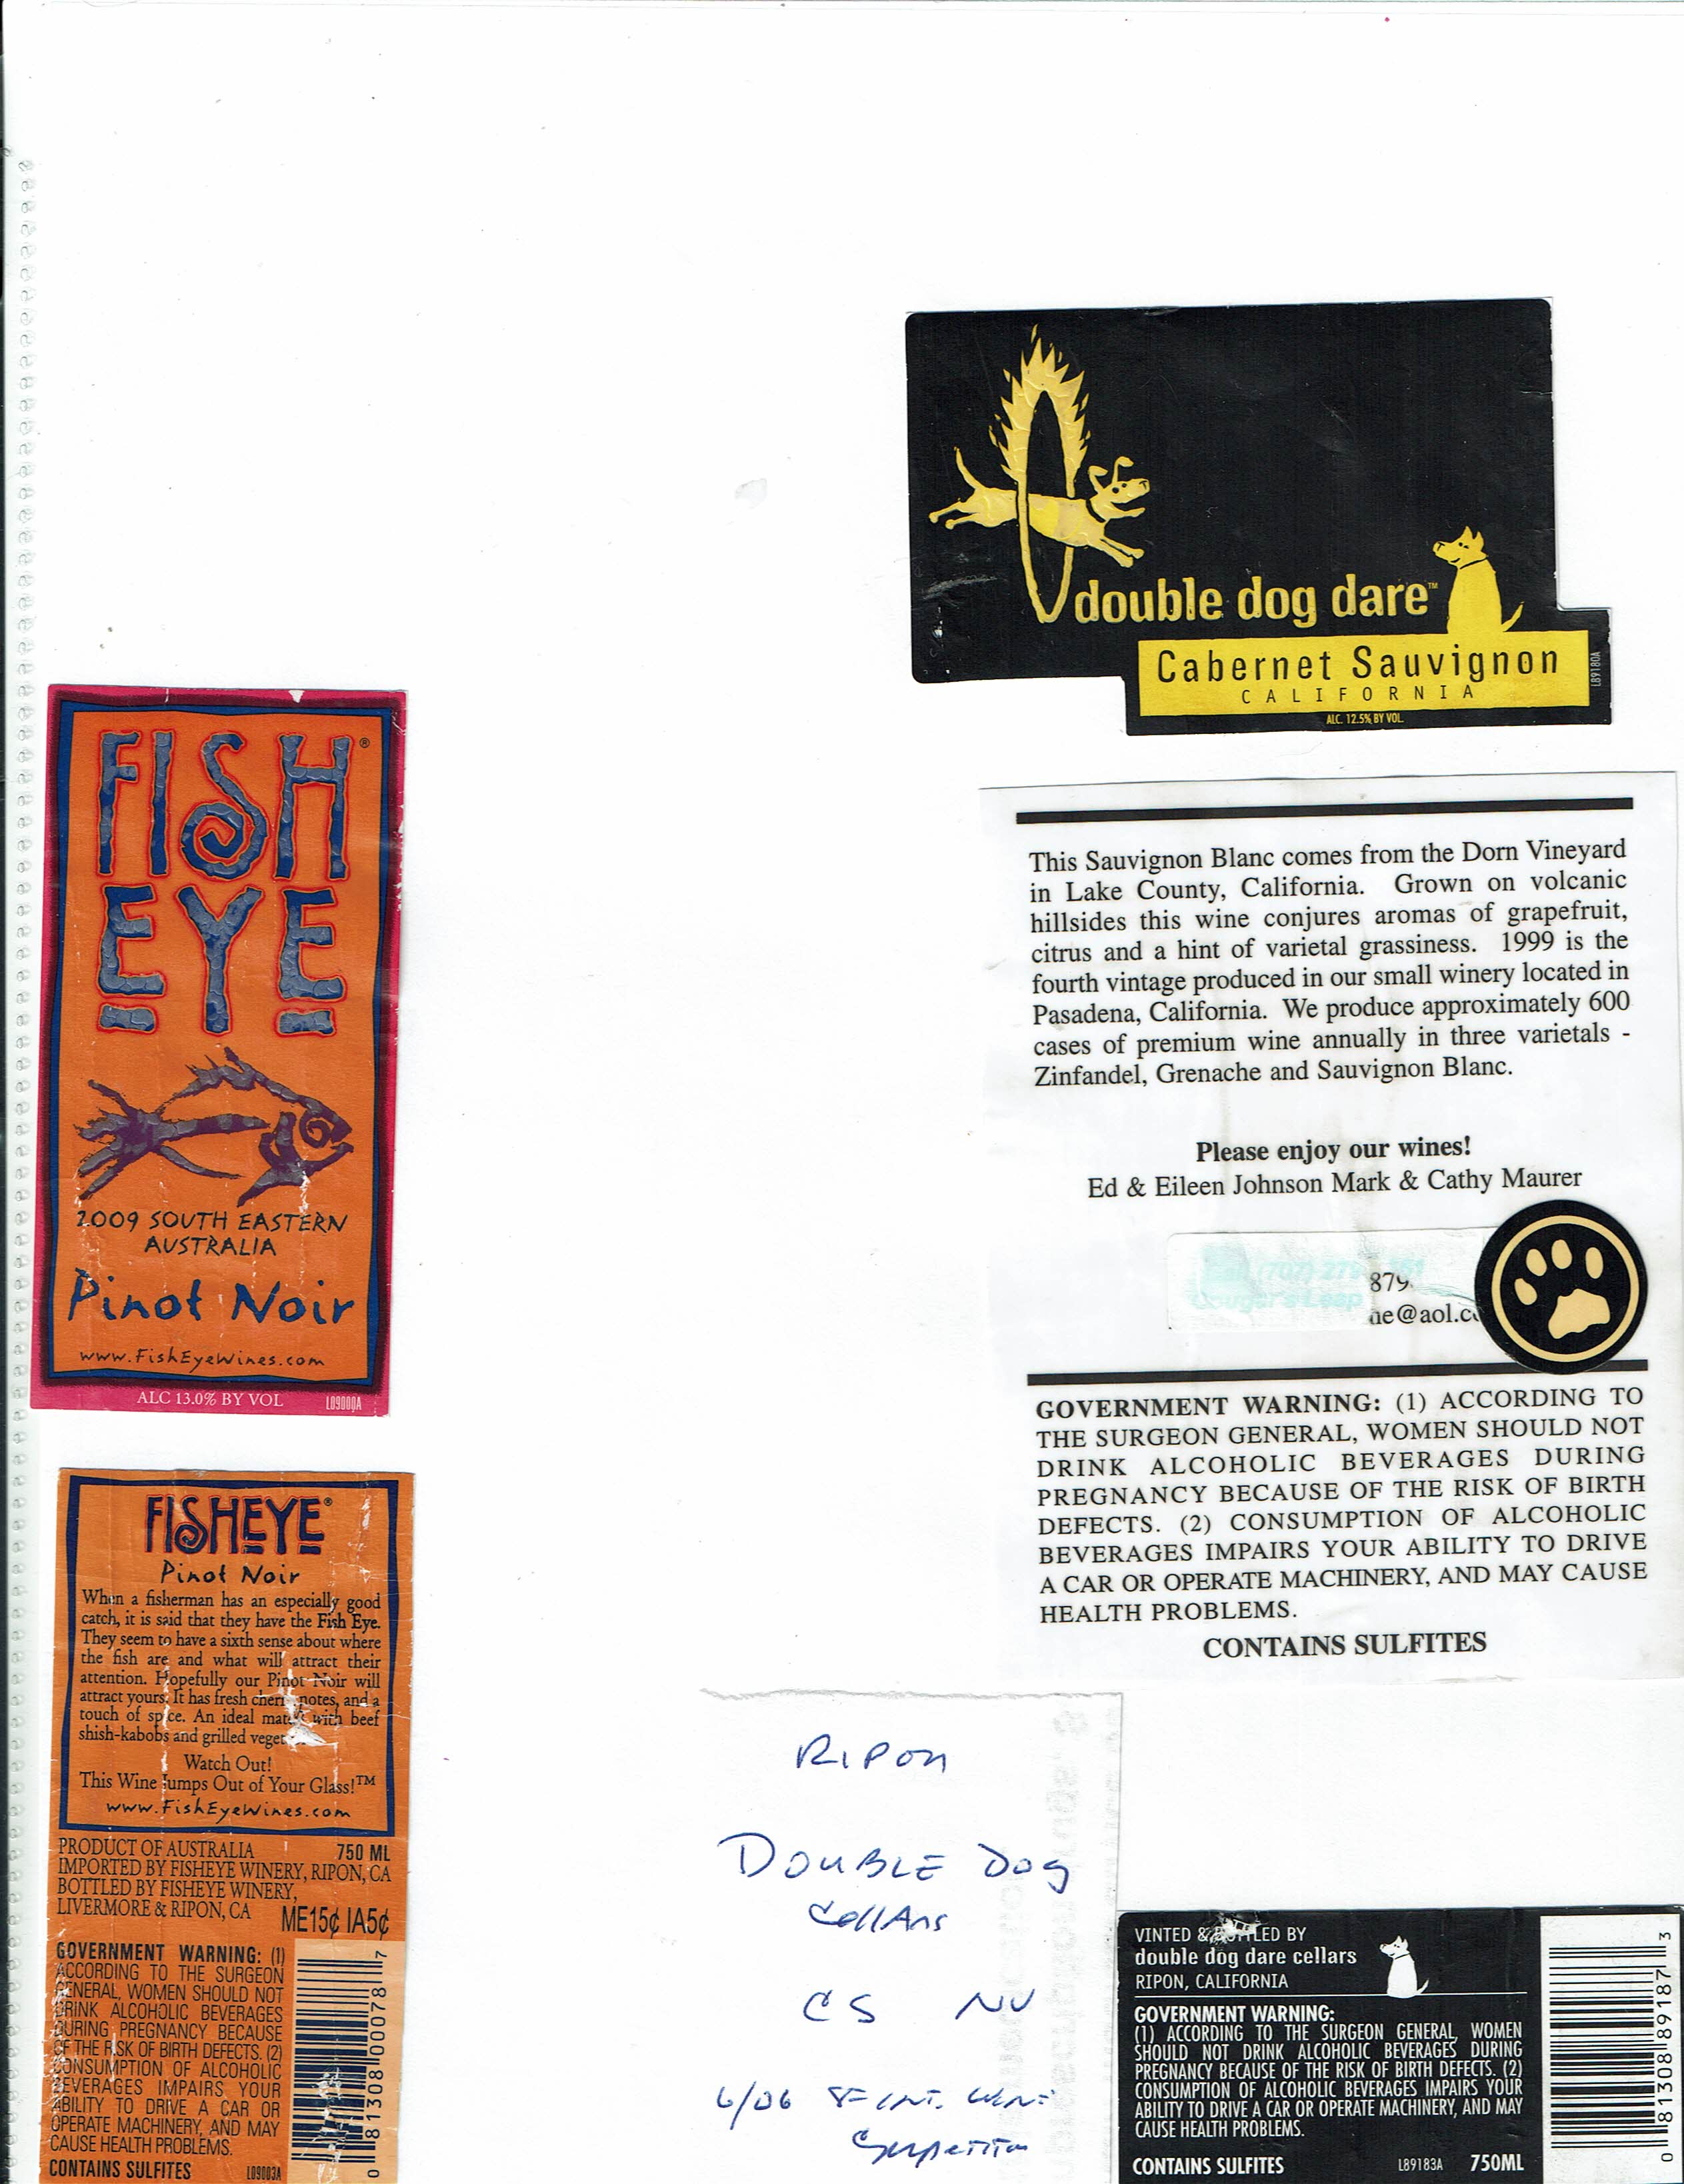 FISH
EYE®
2009 SOUTH EASTERN
AUSTRALIA
Pinot Noir
www.FishEyeWines.com
ALC 13.0% BY VOL
L09000A
FISHEYE®
Pinot Noir
When a fisherman has an especially good
catch, it is said that they have the Fish Eye.
They seem to have a sixth sense about where
the fish are and what will attract their
attention. Hopefully our Pinot Noir will
attract yours. It has fresh notes, and a
touch of spice. An ideal with beef
shish-kabobs and grilled
Watch Out!
This Wine Jumps Out of Your Glass!™
www.FishEyeWines.com
PRODUCT OF AUSTRALIA 750 ML
IMPORTED BY FISHEYE WINERY, RIPON, CA
BOTTLED BY FISHEYE WINERY,
LIVERMORE & RIPON, CA ME15¢ IA5¢
GOVERNMENT WARNING: (1)
ACCORDING TO THE SURGEON
GENERAL, WOMEN SHOULD NOT
DRINK ALCOHOLIC BEVERAGES
DURING PREGNANCY BECAUSE
OF THE RISK OF BIRTH DEFECTS. (2)
CONSUMPTION OF ALCOHOLIC
BEVERAGES IMPAIRS YOUR
ABILITY TO DRIVE A CAR OR
OPERATE MACHINERY, AND MAY
CAUSE HEALTH PROBLEMS.
CONTAINS SULFITES L09003A
0 81308 00078 7
double dog dare™
Cabernet Sauvignon
CALIFORNIA
ALC. 12.5% BY VOL.
L89180A
This Sauvignon Blanc comes from the Dorn Vineyard
in Lake County, California. Grown on volcanic
hillsides this wine conjures aromas of grapefruit,
citrus and a hint of varietal grassiness. 1999 is the
fourth vintage produced in our small winery located in
Pasadena, California. We produce approximately 600
cases of premium wine annually in three varietals -
Zinfandel, Grenache and Sauvignon Blanc.
Please enjoy our wines!
Ed & Eileen Johnson Mark & Cathy Maurer
(707) 879
Cougar's Leap
ne@aol.c
GOVERNMENT WARNING: (1) ACCORDING TO
THE SURGEON GENERAL, WOMEN SHOULD NOT
DRINK ALCOHOLIC BEVERAGES DURING
PREGNANCY BECAUSE OF THE RISK OF BIRTH
DEFECTS. (2) CONSUMPTION OF ALCOHOLIC
BEVERAGES IMPAIRS YOUR ABILITY TO DRIVE
A CAR OR OPERATE MACHINERY, AND MAY CAUSE
HEALTH PROBLEMS.
CONTAINS SULFITES
Ripon
Double Dog
Cellars
CS NV
6/06 SF Int. Wine
Competition
VINTED & BOTTLED BY
double dog dare cellars
RIPON, CALIFORNIA
GOVERNMENT WARNING:
(1) ACCORDING TO THE SURGEON GENERAL, WOMEN
SHOULD NOT DRINK ALCOHOLIC BEVERAGES DURING
PREGNANCY BECAUSE OF THE RISK OF BIRTH DEFECTS. (2)
CONSUMPTION OF ALCOHOLIC BEVERAGES IMPAIRS YOUR
ABILITY TO DRIVE A CAR OR OPERATE MACHINERY, AND MAY
CAUSE HEALTH PROBLEMS.
CONTAINS SULFITES L89183A 750ML
0 81308 89187 3